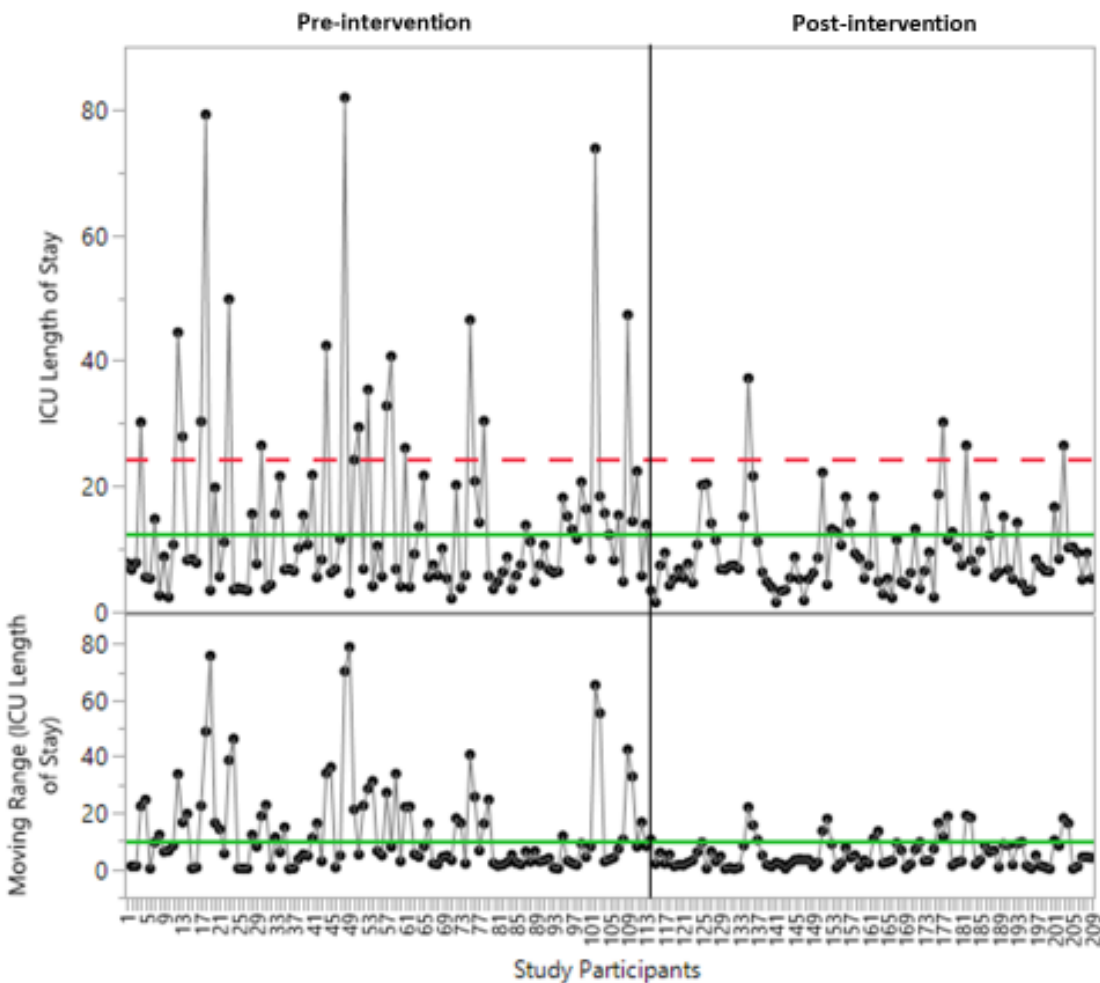 Pre-intervention
Post-intervention
ICU Length of Stay
80
60
40
20
0
Moving Range (ICU Length
of Stay)
80
60
40
20
0
1 5 9 13 17 21 25 29 33 37 41 45 49 53 57 61 65 69 73 77 81 85 89 93 97 101 105 109 113 117 121 125 129 133 137 141 145 149 153 157 161 165 169 173 177 181 185 189 193 197 201 205 209
Study Participants